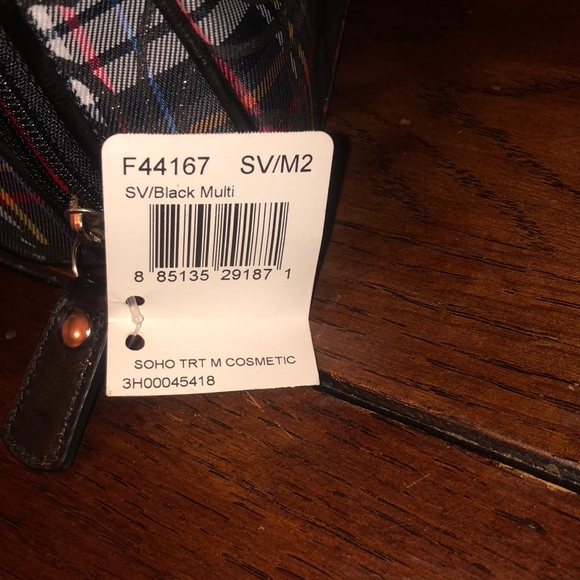 F44167 SV/M2
SV/Black Multi
8 85135 29187 1
SOHO TRT M COSMETIC
3H00045418